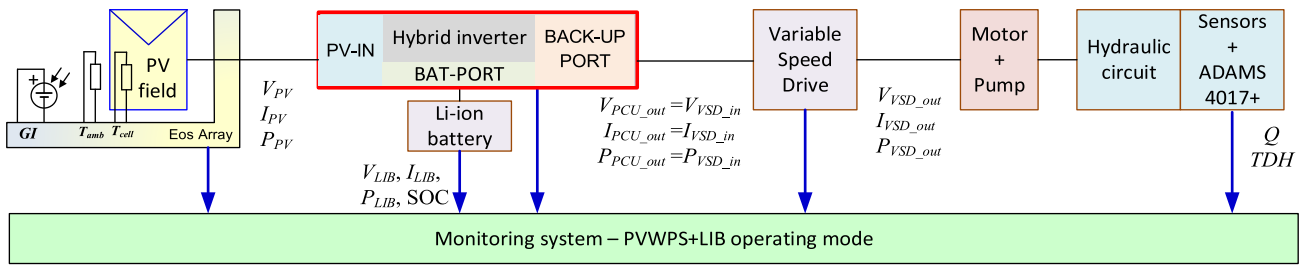 PV
field
+
GI
T_amb
T_cell
Eos Array
V_PV
I_PV
P_PV
PV-IN
Hybrid inverter
BAT-PORT
BACK-UP
PORT
Li-ion
battery
V_LIB, I_LIB,
P_LIB, SOC
V_PCU_out=V_VSD_in
I_PCU_out=I_VSD_in
P_PCU_out=P_VSD_in
Variable
Speed
Drive
V_VSD_out
I_VSD_out
P_VSD_out
Motor
+
Pump
Hydraulic
circuit
Sensors
+
ADAMS
4017+
Q
TDH
Monitoring system – PVWPS+LIB operating mode